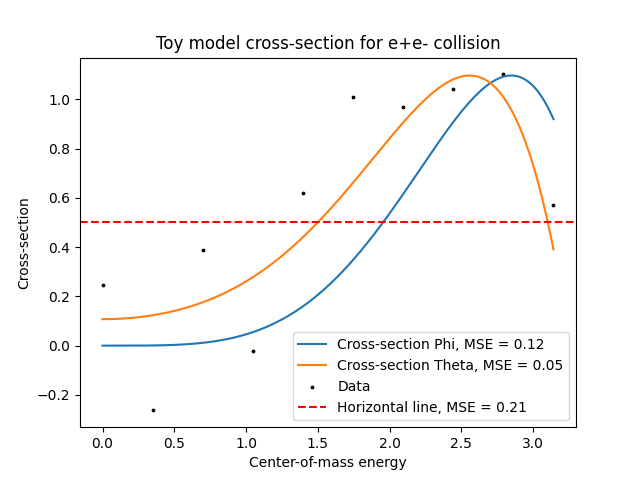 Toy model cross-section for e+e- collision
Cross-section
1.0
0.8
0.6
0.4
0.2
0.0
−0.2
Cross-section Phi, MSE = 0.12
Cross-section Theta, MSE = 0.05
Data
Horizontal line, MSE = 0.21
0.0 0.5 1.0 1.5 2.0 2.5 3.0
Center-of-mass energy